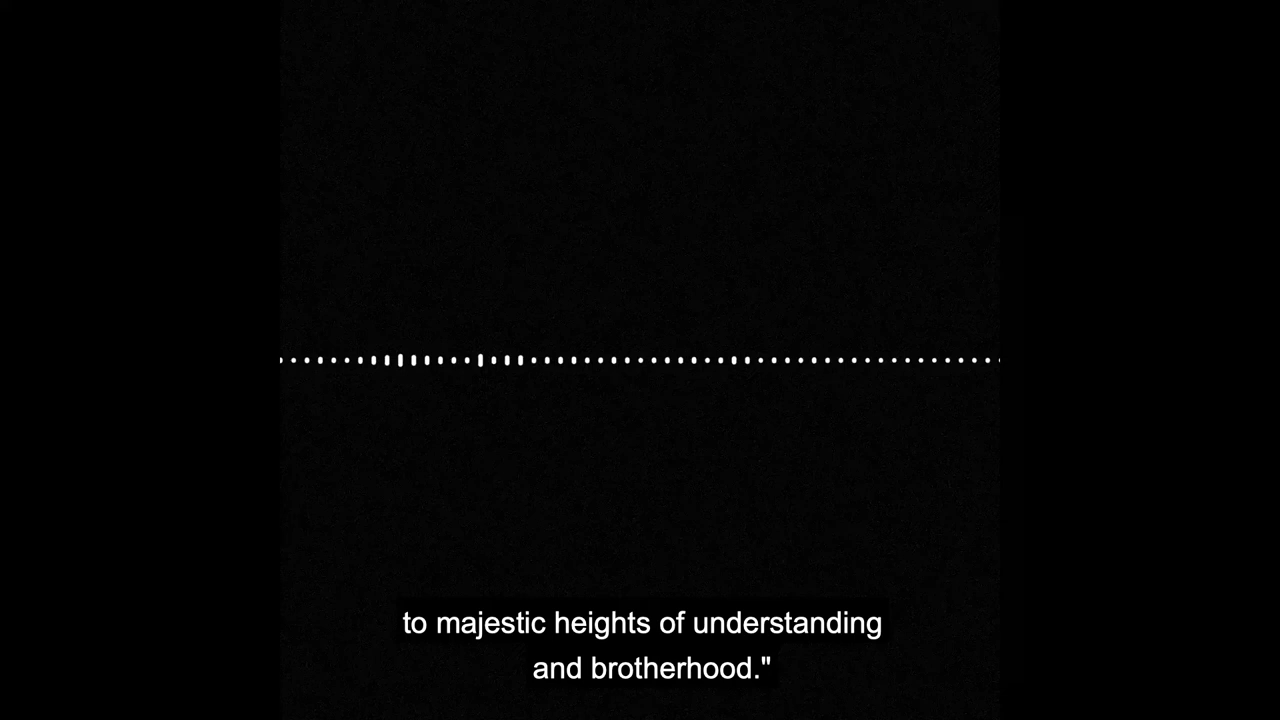 to majestic heights of understanding
and brotherhood."